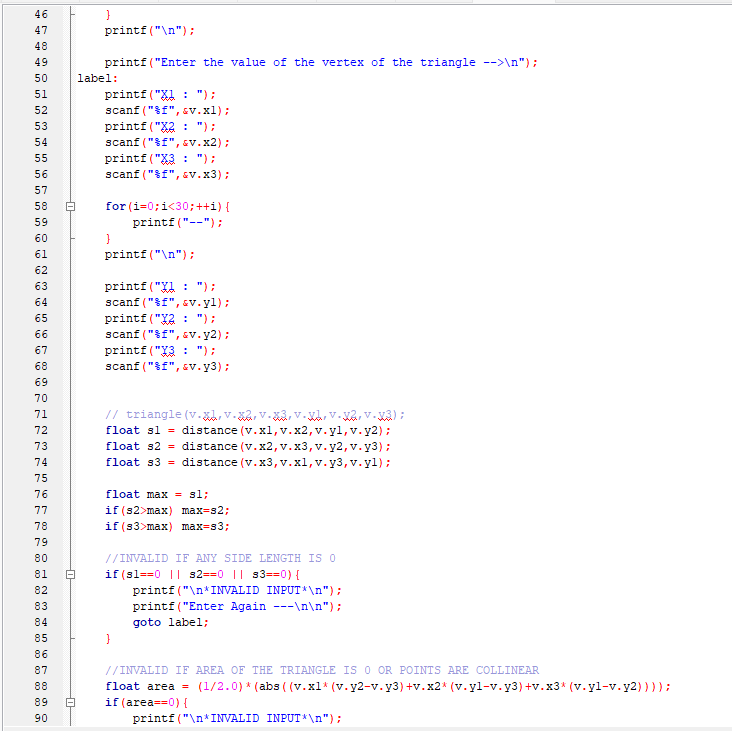 46 }
47 printf("\n");
48
49 printf("Enter the value of the vertex of the triangle -->\n");
50 label:
51 printf("X1 : ");
52 scanf("%f",&v.x1);
53 printf("X2 : ");
54 scanf("%f",&v.x2);
55 printf("X3 : ");
56 scanf("%f",&v.x3);
57
58 for(i=0;i<30;++i){
59 printf("--");
60 }
61 printf("\n");
62
63 printf("Y1 : ");
64 scanf("%f",&v.y1);
65 printf("Y2 : ");
66 scanf("%f",&v.y2);
67 printf("Y3 : ");
68 scanf("%f",&v.y3);
69
70
71 // triangle(v.x1,v.x2,v.x3,v.y1,v.y2,v.y3);
72 float s1 = distance(v.x1,v.x2,v.y1,v.y2);
73 float s2 = distance(v.x2,v.x3,v.y2,v.y3);
74 float s3 = distance(v.x3,v.x1,v.y3,v.y1);
75
76 float max = s1;
77 if(s2>max) max=s2;
78 if(s3>max) max=s3;
79
80 //INVALID IF ANY SIDE LENGTH IS 0
81 if(s1==0 || s2==0 || s3==0){
82 printf("\n*INVALID INPUT*\n");
83 printf("Enter Again ---\n\n");
84 goto label;
85 }
86
87 //INVALID IF AREA OF THE TRIANGLE IS 0 OR POINTS ARE COLLINEAR
88 float area = (1/2.0)*(abs((v.x1*(v.y2-v.y3)+v.x2*(v.y1-v.y3)+v.x3*(v.y1-v.y2))));
89 if(area==0){
90 printf("\n*INVALID INPUT*\n");